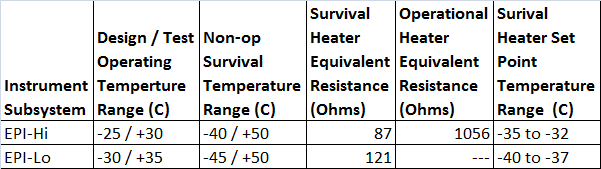 Instrument Subsystem | Design / Test Operating Temperture Range (C) | Non-op Survival Temperature Range (C) | Survival Heater Equivalent Resistance (Ohms) | Operational Heater Equivalent Resistance (Ohms) | Surival Heater Set Point Temperature Range (C)
EPI-Hi | -25 / +30 | -40 / +50 | 87 | 1056 | -35 to -32
EPI-Lo | -30 / +35 | -45 / +50 | 121 | --- | -40 to -37